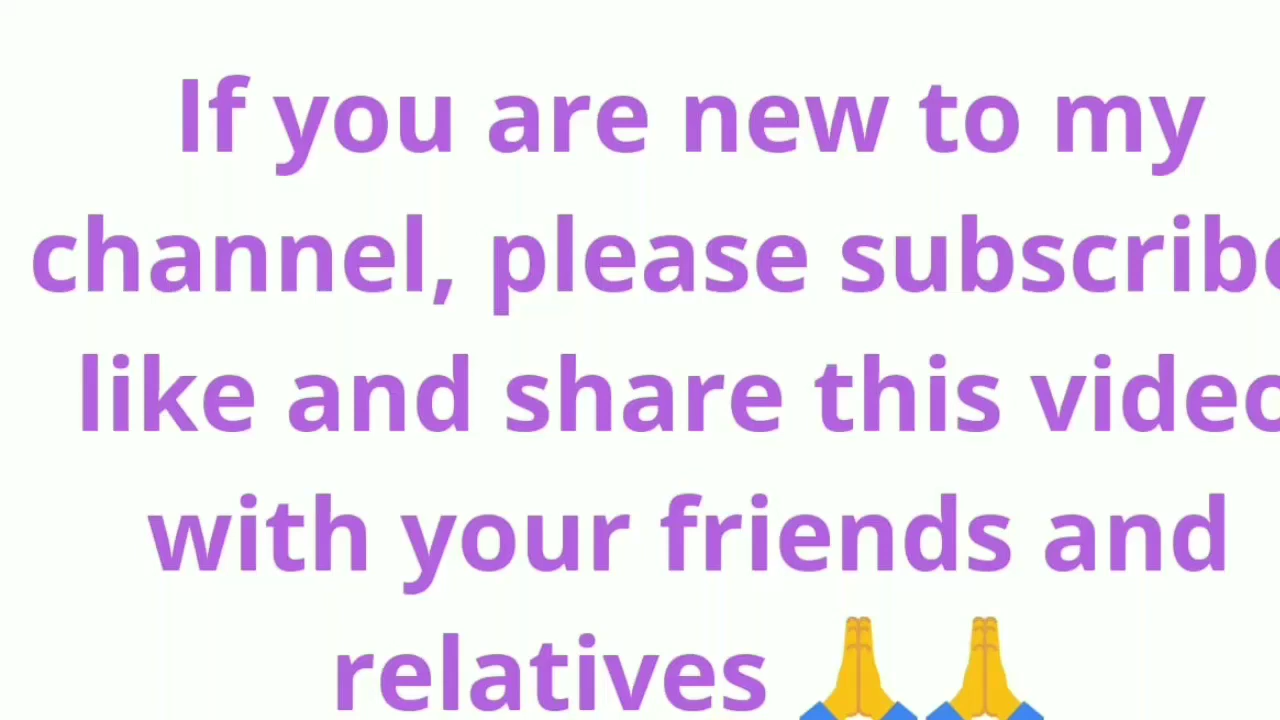 If you are new to my
channel, please subscribe
like and share this video
with your friends and
relatives 🙏🙏